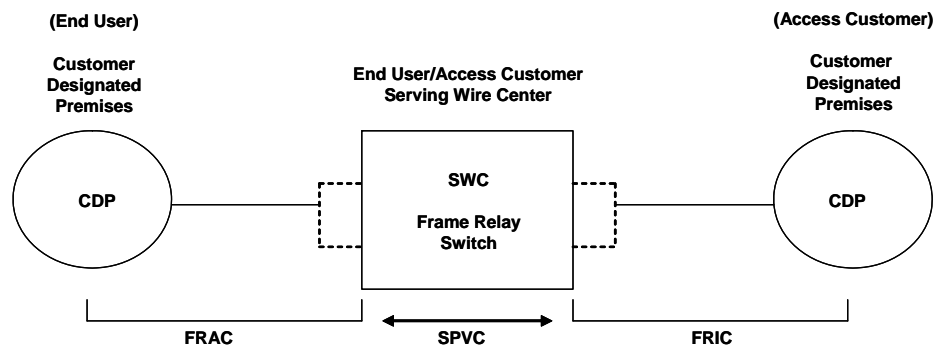 (End User)
(Access Customer)
Customer
Designated
Premises
End User/Access Customer
Serving Wire Center
Customer
Designated
Premises
CDP
SWC
Frame Relay
Switch
CDP
FRAC
SPVC
FRIC